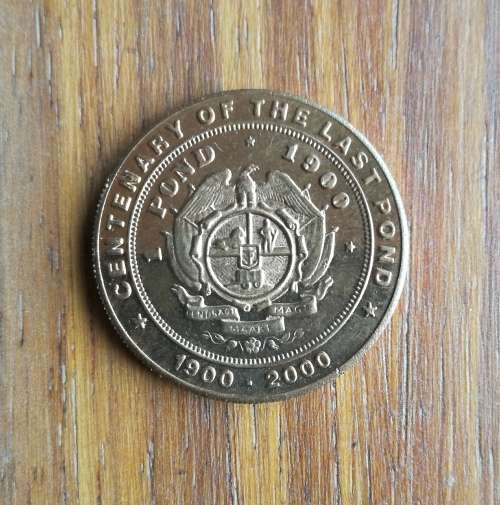 CENTENARY OF THE LAST POND
1900 · 2000
1 POND 1900
EENDRAGT MAAKT MAGT